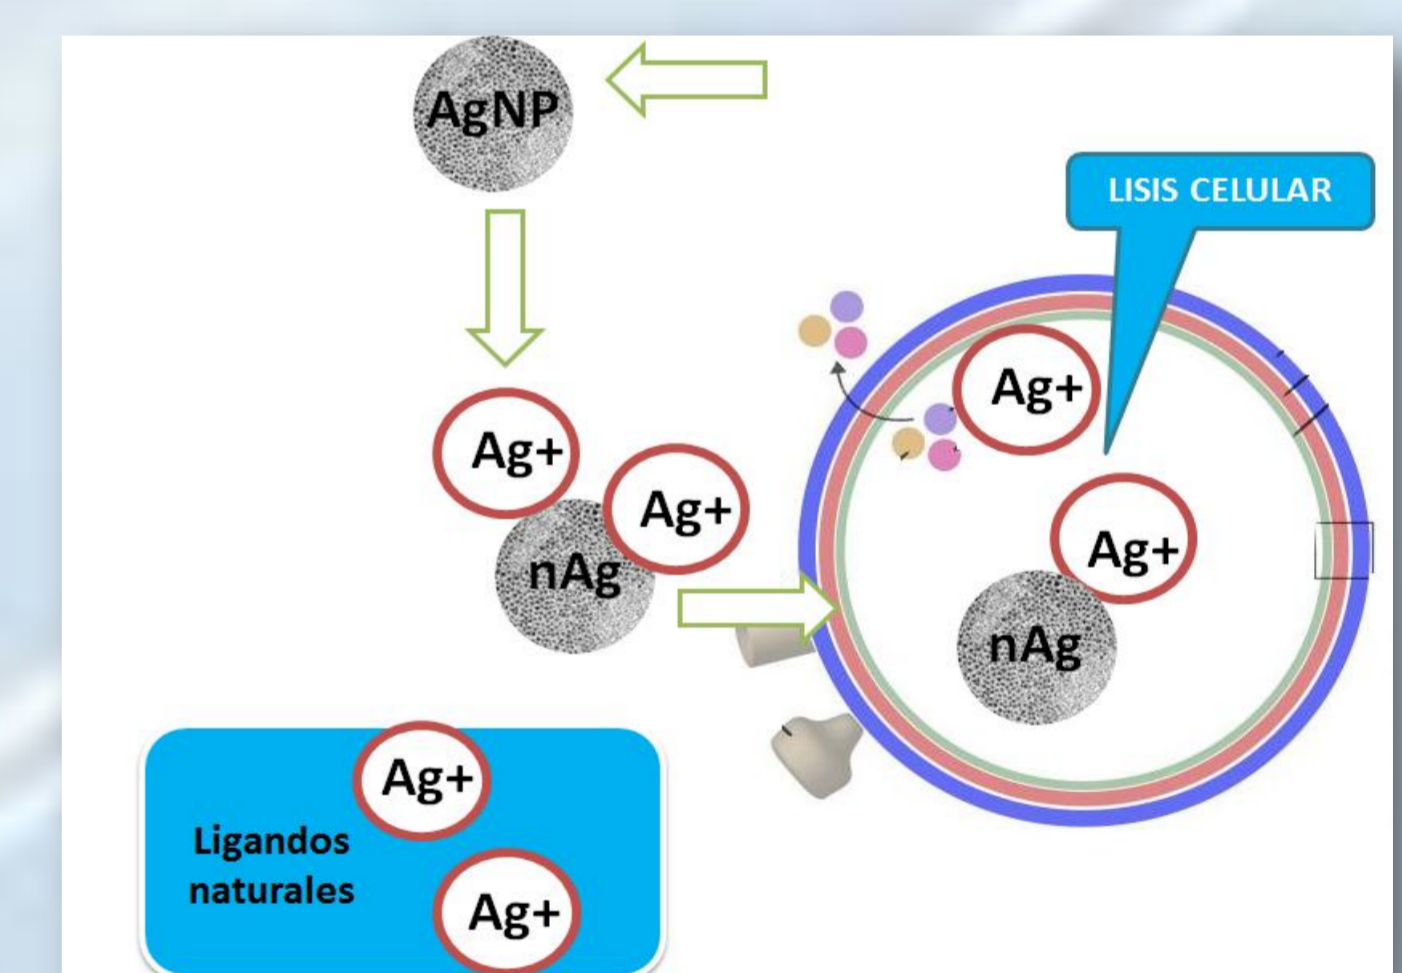 AgNP
LISIS CELULAR
Ag+
Ag+
Ag+
Ag+
nAg
nAg
Ag+
Ligandos
naturales
Ag+